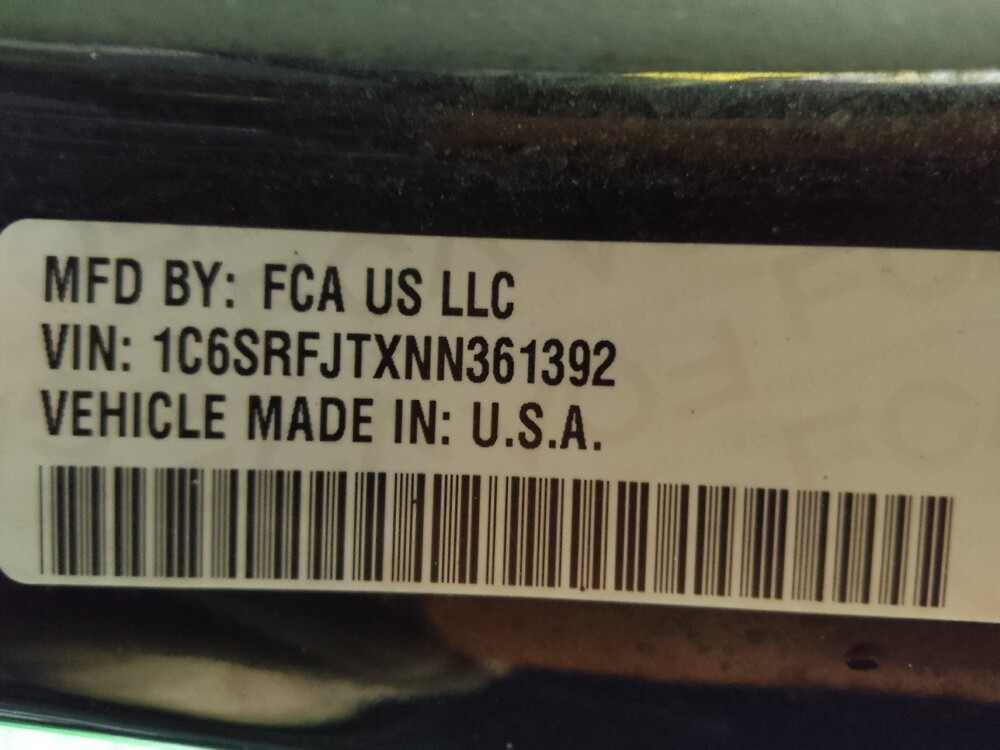 MFD BY: FCA US LLC
VIN: 1C6SRFJTXNN361392
VEHICLE MADE IN: U.S.A.